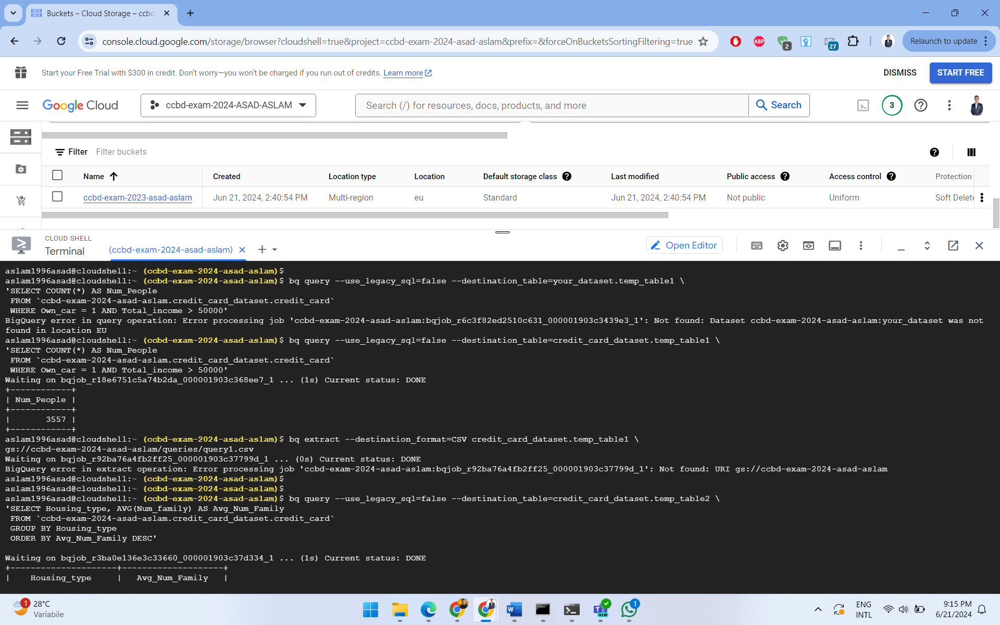 Buckets – Cloud Storage – ccbd
console.cloud.google.com/storage/browser?cloudshell=true&project=ccbd-exam-2024-asad-aslam&prefix=&forceOnBucketsSortingFiltering=true
ABP
2
27
Relaunch to update
Start your Free Trial with $300 in credit. Don't worry—you won't be charged if you run out of credits. Learn more
DISMISS
START FREE
Google Cloud
ccbd-exam-2024-ASAD-ASLAM
Search (/) for resources, docs, products, and more
Search
3
Filter
Filter buckets
Name
Created
Location type
Location
Default storage class
Last modified
Public access
Access control
Protection
ccbd-exam-2023-asad-aslam
Jun 21, 2024, 2:40:54 PM
Multi-region
eu
Standard
Jun 21, 2024, 2:40:54 PM
Not public
Uniform
Soft Delete
CLOUD SHELL
Terminal
(ccbd-exam-2024-asad-aslam)
Open Editor
aslam1996asad@cloudshell:~ (ccbd-exam-2024-asad-aslam)$
aslam1996asad@cloudshell:~ (ccbd-exam-2024-asad-aslam)$ bq query --use_legacy_sql=false --destination_table=your_dataset.temp_table1 \
'SELECT COUNT(*) AS Num_People
 FROM `ccbd-exam-2024-asad-aslam.credit_card_dataset.credit_card`
 WHERE Own_car = 1 AND Total_income > 50000'
BigQuery error in query operation: Error processing job 'ccbd-exam-2024-asad-aslam:bqjob_r6c3f82ed2510c631_000001903c3439e3_1': Not found: Dataset ccbd-exam-2024-asad-aslam:your_dataset was not
found in location EU
aslam1996asad@cloudshell:~ (ccbd-exam-2024-asad-aslam)$ bq query --use_legacy_sql=false --destination_table=credit_card_dataset.temp_table1 \
'SELECT COUNT(*) AS Num_People
 FROM `ccbd-exam-2024-asad-aslam.credit_card_dataset.credit_card`
 WHERE Own_car = 1 AND Total_income > 50000'
Waiting on bqjob_r18e6751c5a74b2da_000001903c368ee7_1 ... (1s) Current status: DONE
+------------+
| Num_People |
+------------+
|       3557 |
+------------+
aslam1996asad@cloudshell:~ (ccbd-exam-2024-asad-aslam)$ bq extract --destination_format=CSV credit_card_dataset.temp_table1 \
gs://ccbd-exam-2024-asad-aslam/queries/query1.csv
Waiting on bqjob_r92ba76a4fb2ff25_000001903c37799d_1 ... (0s) Current status: DONE
BigQuery error in extract operation: Error processing job 'ccbd-exam-2024-asad-aslam:bqjob_r92ba76a4fb2ff25_000001903c37799d_1': Not found: URI gs://ccbd-exam-2024-asad-aslam
aslam1996asad@cloudshell:~ (ccbd-exam-2024-asad-aslam)$
aslam1996asad@cloudshell:~ (ccbd-exam-2024-asad-aslam)$
aslam1996asad@cloudshell:~ (ccbd-exam-2024-asad-aslam)$ bq query --use_legacy_sql=false --destination_table=credit_card_dataset.temp_table2 \
'SELECT Housing_type, AVG(Num_family) AS Avg_Num_Family
 FROM `ccbd-exam-2024-asad-aslam.credit_card_dataset.credit_card`
 GROUP BY Housing_type
 ORDER BY Avg_Num_Family DESC'
Waiting on bqjob_r3ba0e136e3c33660_000001903c37d334_1 ... (1s) Current status: DONE
+---------------------+--------------------+
|    Housing_type     |   Avg_Num_Family   |
1
28°C
Variabile
NEW
1
ENG
INTL
9:15 PM
6/21/2024